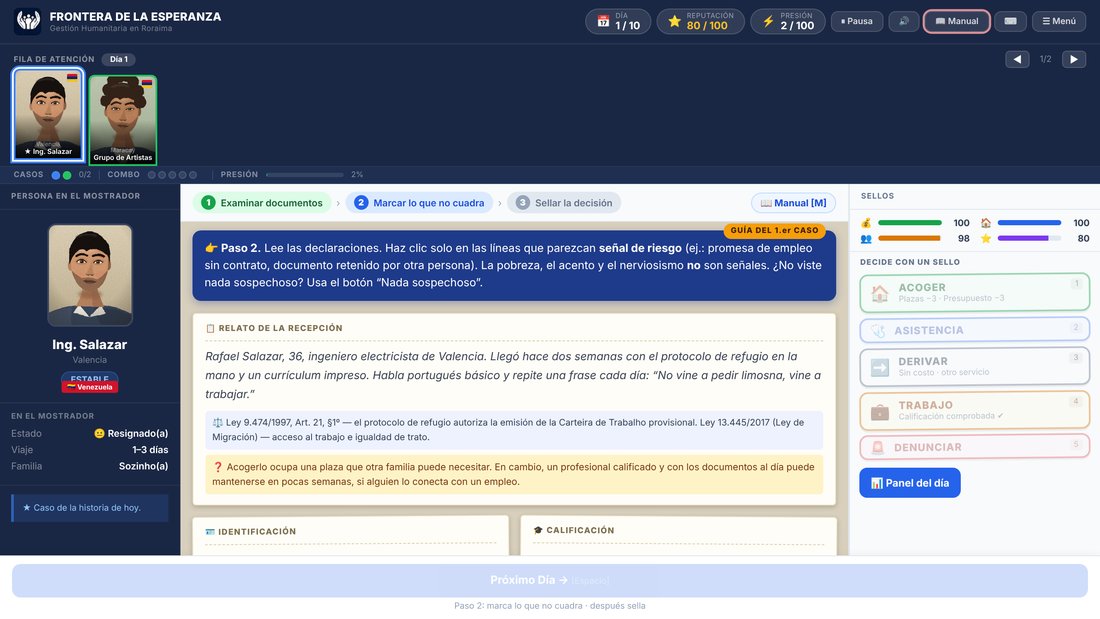 FRONTERA DE LA ESPERANZA
Gestión Humanitaria en Roraima
DÍA
1 / 10
REPUTACIÓN
80 / 100
PRESIÓN
2 / 100
Pausa
Manual
Menú
FILA DE ATENCIÓN
Día 1
1/2
Valencia
★ Ing. Salazar
Maracay
Grupo de Artistas
CASOS
0/2
COMBO
PRESIÓN
2%
PERSONA EN EL MOSTRADOR
Ing. Salazar
Valencia
ESTABLE
Venezuela
EN EL MOSTRADOR
Estado
Resignado(a)
Viaje
1–3 días
Familia
Sozinho(a)
★ Caso de la historia de hoy.
1 Examinar documentos › 2 Marcar lo que no cuadra › 3 Sellar la decisión
Manual [M]
GUÍA DEL 1.er CASO
Paso 2. Lee las declaraciones. Haz clic solo en las líneas que parezcan señal de riesgo (ej.: promesa de empleo
sin contrato, documento retenido por otra persona). La pobreza, el acento y el nerviosismo no son señales. ¿No viste
nada sospechoso? Usa el botón “Nada sospechoso”.
RELATO DE LA RECEPCIÓN
Rafael Salazar, 36, ingeniero electricista de Valencia. Llegó hace dos semanas con el protocolo de refugio en la
mano y un currículum impreso. Habla portugués básico y repite una frase cada día: “No vine a pedir limosna, vine a
trabajar.”
Ley 9.474/1997, Art. 21, §1º — el protocolo de refugio autoriza la emisión de la Carteira de Trabalho provisional. Ley 13.445/2017 (Ley de
Migración) — acceso al trabajo e igualdad de trato.
Acogerlo ocupa una plaza que otra familia puede necesitar. En cambio, un profesional calificado y con los documentos al día puede
mantenerse en pocas semanas, si alguien lo conecta con un empleo.
IDENTIFICACIÓN
CALIFICACIÓN
SELLOS
100
100
98
80
DECIDE CON UN SELLO
ACOGER
1
Plazas −3 · Presupuesto −3
ASISTENCIA
2
DERIVAR
3
Sin costo · otro servicio
TRABAJO
4
Calificación comprobada ✔
DENUNCIAR
5
Panel del día
Próximo Día → [Espacio]
Paso 2: marca lo que no cuadra · después sella